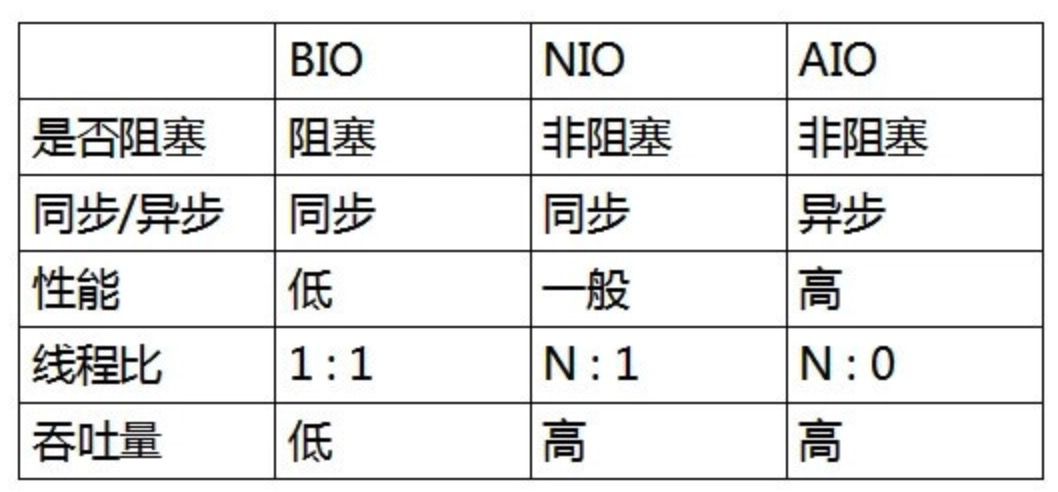 BIO NIO AIO
是否阻塞 阻塞 非阻塞 非阻塞
同步/异步 同步 同步 异步
性能 低 一般 高
线程比 1 : 1 N : 1 N : 0
吞吐量 低 高 高